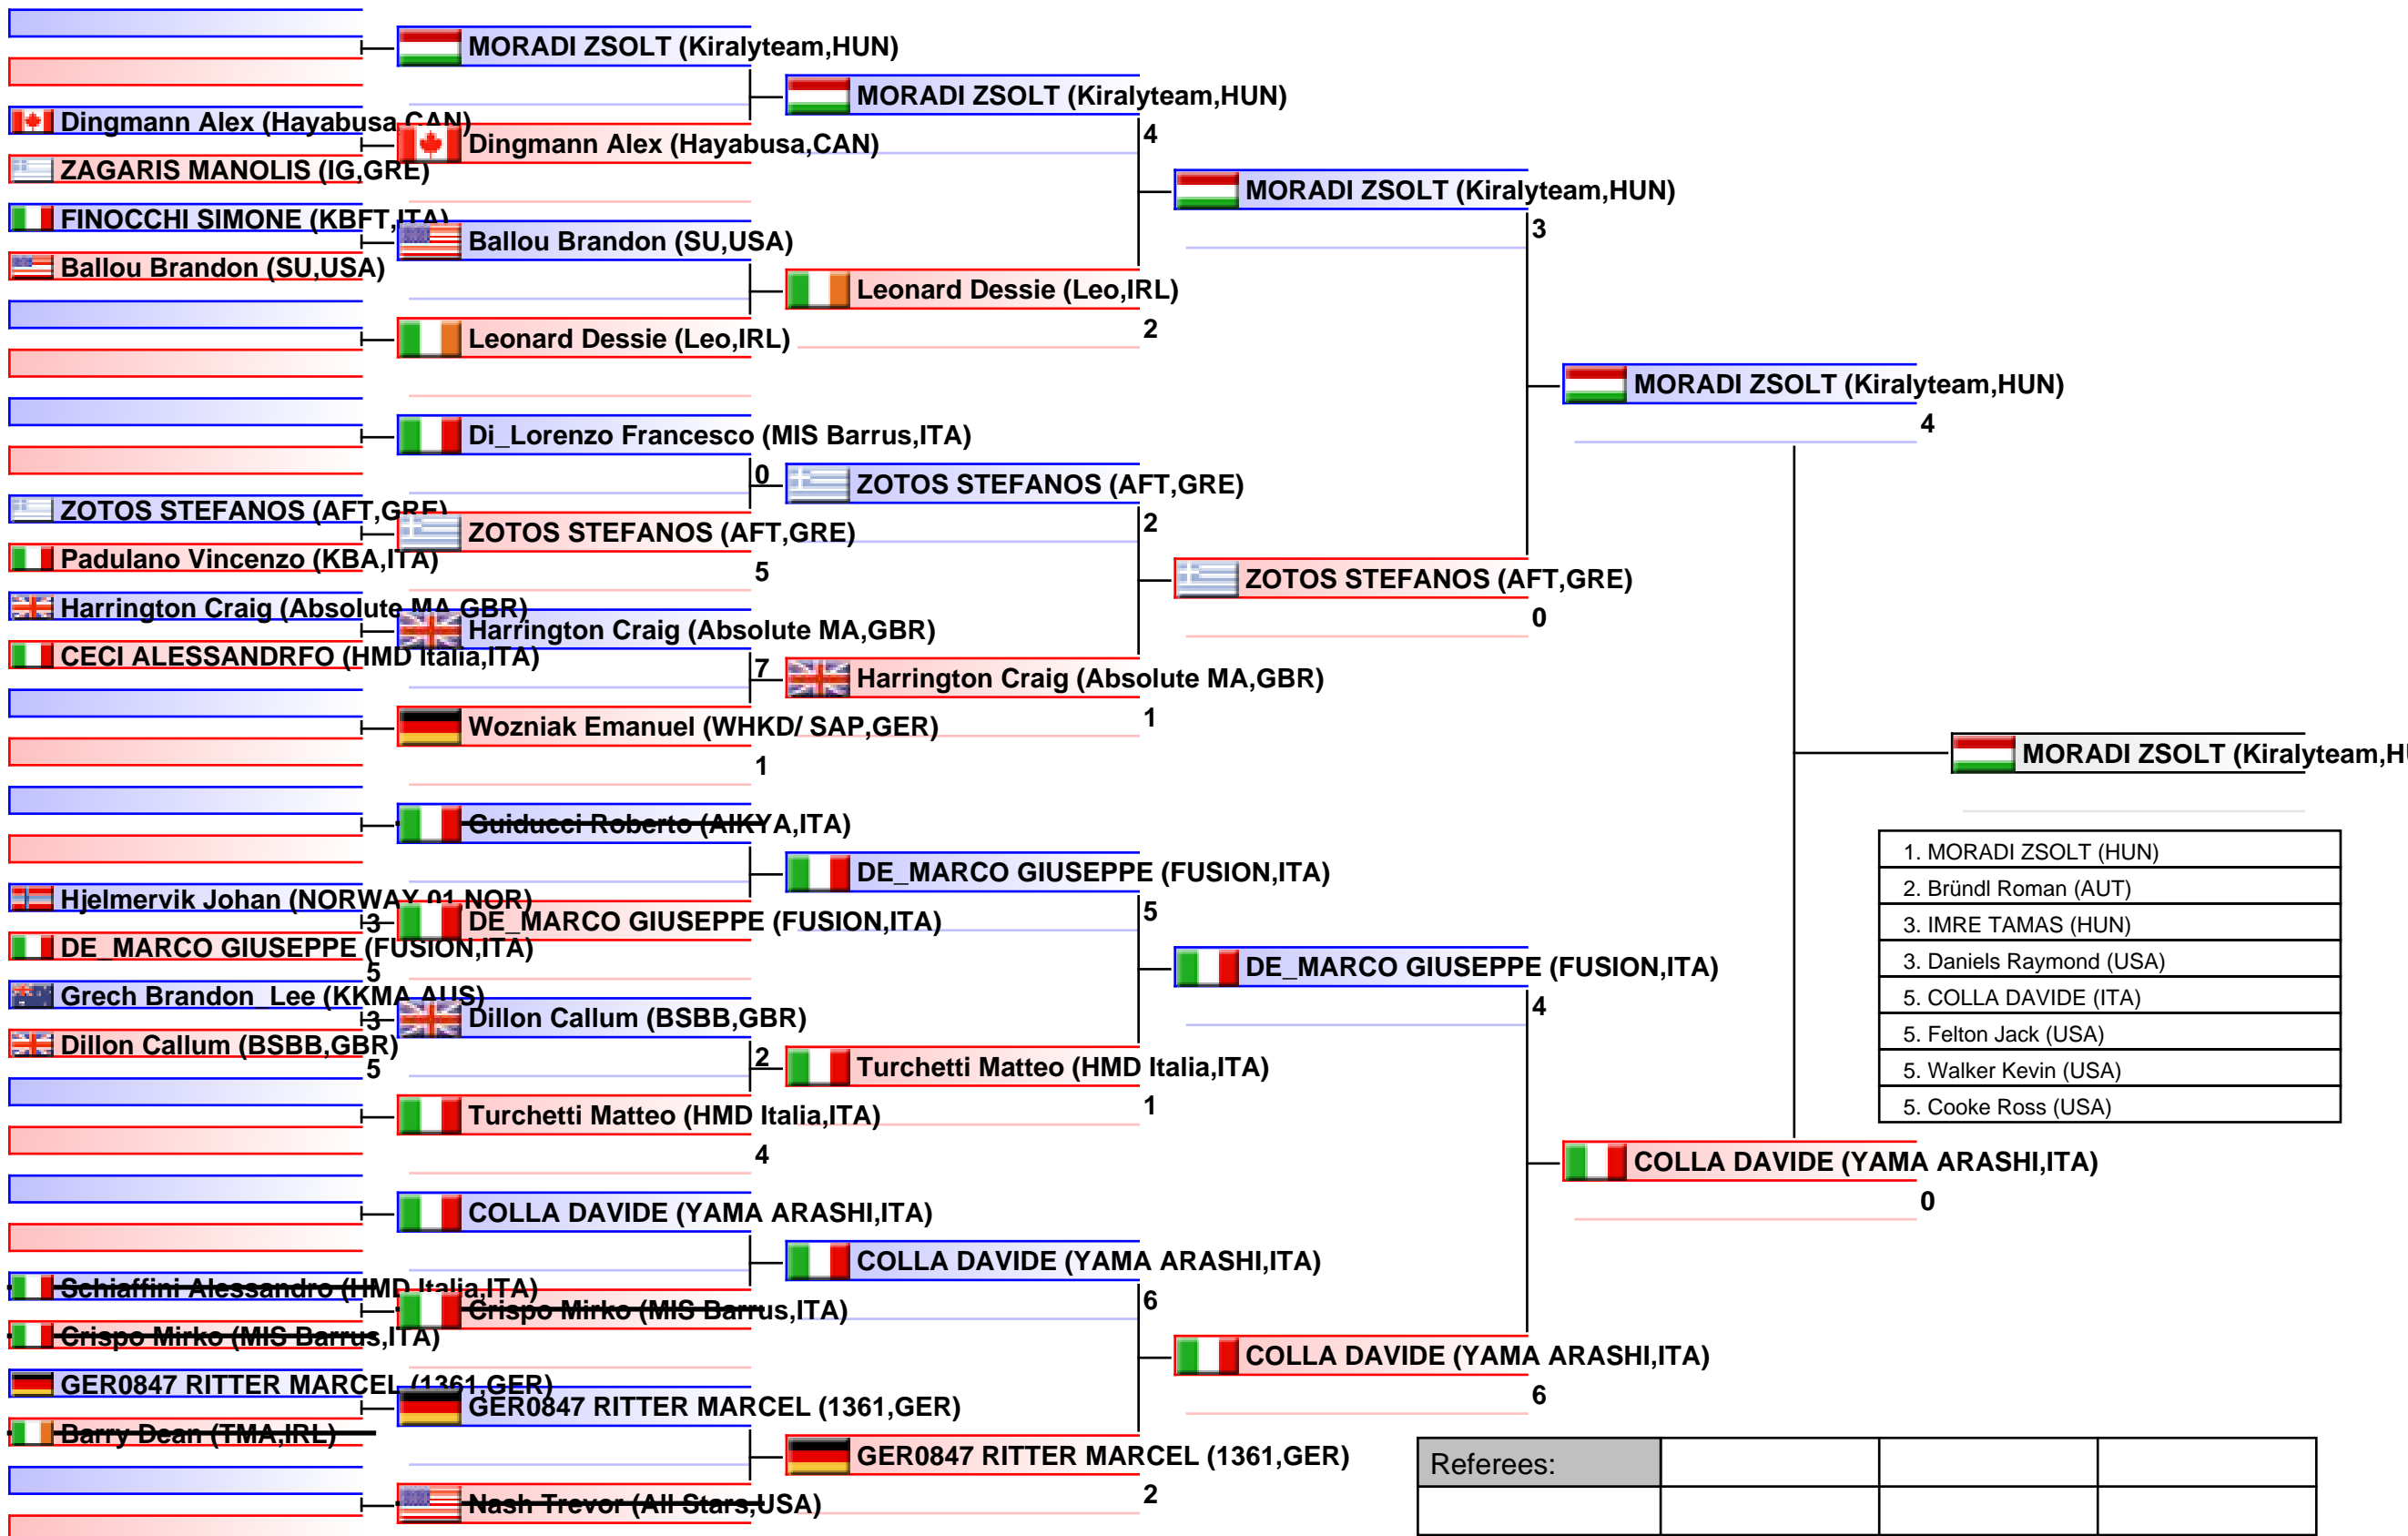 Dingmann Alex (Hayabusa,CAN)
ZAGARIS MANOLIS (IG,GRE)
FINOCCHI SIMONE (KBFT,ITA)
Ballou Brandon (SU,USA)
ZOTOS STEFANOS (AFT,GRE)
Padulano Vincenzo (KBA,ITA)
Harrington Craig (Absolute MA,GBR)
CECI ALESSANDRFO (HMD Italia,ITA)
Hjelmervik Johan (NORWAY 01,NOR)
3
DE_MARCO GIUSEPPE (FUSION,ITA)
5
Grech Brandon_Lee (KKMA,AUS)
3
Dillon Callum (BSBB,GBR)
5
Schiaffini Alessandro (HMD Italia,ITA)
Crispo Mirko (MIS Barrus,ITA)
GER0847 RITTER MARCEL (1361,GER)
Barry Dean (TMA,IRL)
MORADI ZSOLT (Kiralyteam,HUN)
Dingmann Alex (Hayabusa,CAN)
Ballou Brandon (SU,USA)
Leonard Dessie (Leo,IRL)
Di_Lorenzo Francesco (MIS Barrus,ITA)
0
ZOTOS STEFANOS (AFT,GRE)
5
Harrington Craig (Absolute MA,GBR)
7
Wozniak Emanuel (WHKD/ SAP,GER)
1
Guiducci Roberto (AIKYA,ITA)
DE_MARCO GIUSEPPE (FUSION,ITA)
Dillon Callum (BSBB,GBR)
2
Turchetti Matteo (HMD Italia,ITA)
4
COLLA DAVIDE (YAMA ARASHI,ITA)
Crispo Mirko (MIS Barrus,ITA)
GER0847 RITTER MARCEL (1361,GER)
Nash Trevor (All Stars,USA)
MORADI ZSOLT (Kiralyteam,HUN)
4
Leonard Dessie (Leo,IRL)
2
ZOTOS STEFANOS (AFT,GRE)
2
Harrington Craig (Absolute MA,GBR)
1
DE_MARCO GIUSEPPE (FUSION,ITA)
5
Turchetti Matteo (HMD Italia,ITA)
1
COLLA DAVIDE (YAMA ARASHI,ITA)
6
GER0847 RITTER MARCEL (1361,GER)
2
MORADI ZSOLT (Kiralyteam,HUN)
3
ZOTOS STEFANOS (AFT,GRE)
0
DE_MARCO GIUSEPPE (FUSION,ITA)
4
COLLA DAVIDE (YAMA ARASHI,ITA)
6
MORADI ZSOLT (Kiralyteam,HUN)
4
COLLA DAVIDE (YAMA ARASHI,ITA)
0
MORADI ZSOLT (Kiralyteam,H
1. MORADI ZSOLT (HUN)
2. Bründl Roman (AUT)
3. IMRE TAMAS (HUN)
3. Daniels Raymond (USA)
5. COLLA DAVIDE (ITA)
5. Felton Jack (USA)
5. Walker Kevin (USA)
5. Cooke Ross (USA)
Referees: